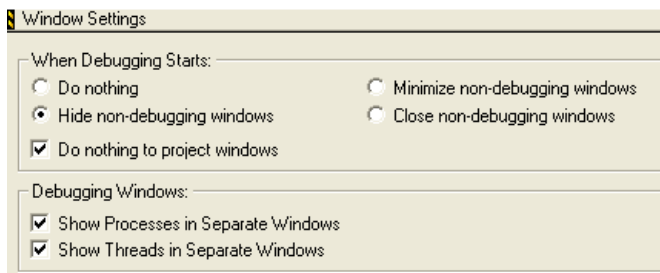 Window Settings
When Debugging Starts:
Do nothing
Minimize non-debugging windows
Hide non-debugging windows
Close non-debugging windows
Do nothing to project windows
Debugging Windows:
Show Processes in Separate Windows
Show Threads in Separate Windows